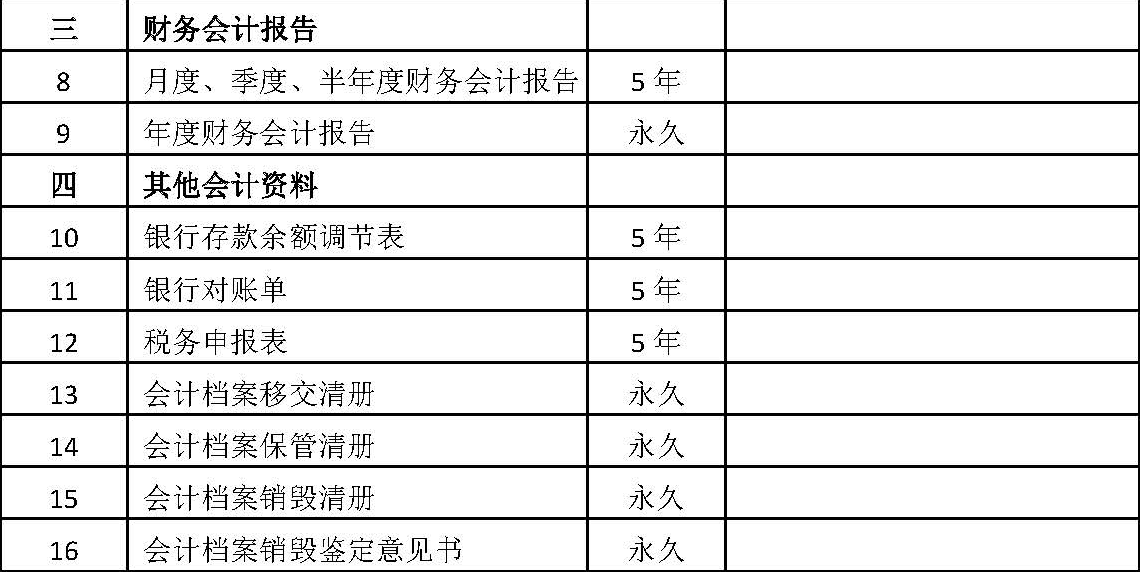 三 财务会计报告
8 月度、季度、半年度财务会计报告 5 年
9 年度财务会计报告 永久
四 其他会计资料
10 银行存款余额调节表 5 年
11 银行对账单 5 年
12 税务申报表 5 年
13 会计档案移交清册 永久
14 会计档案保管清册 永久
15 会计档案销毁清册 永久
16 会计档案销毁鉴定意见书 永久